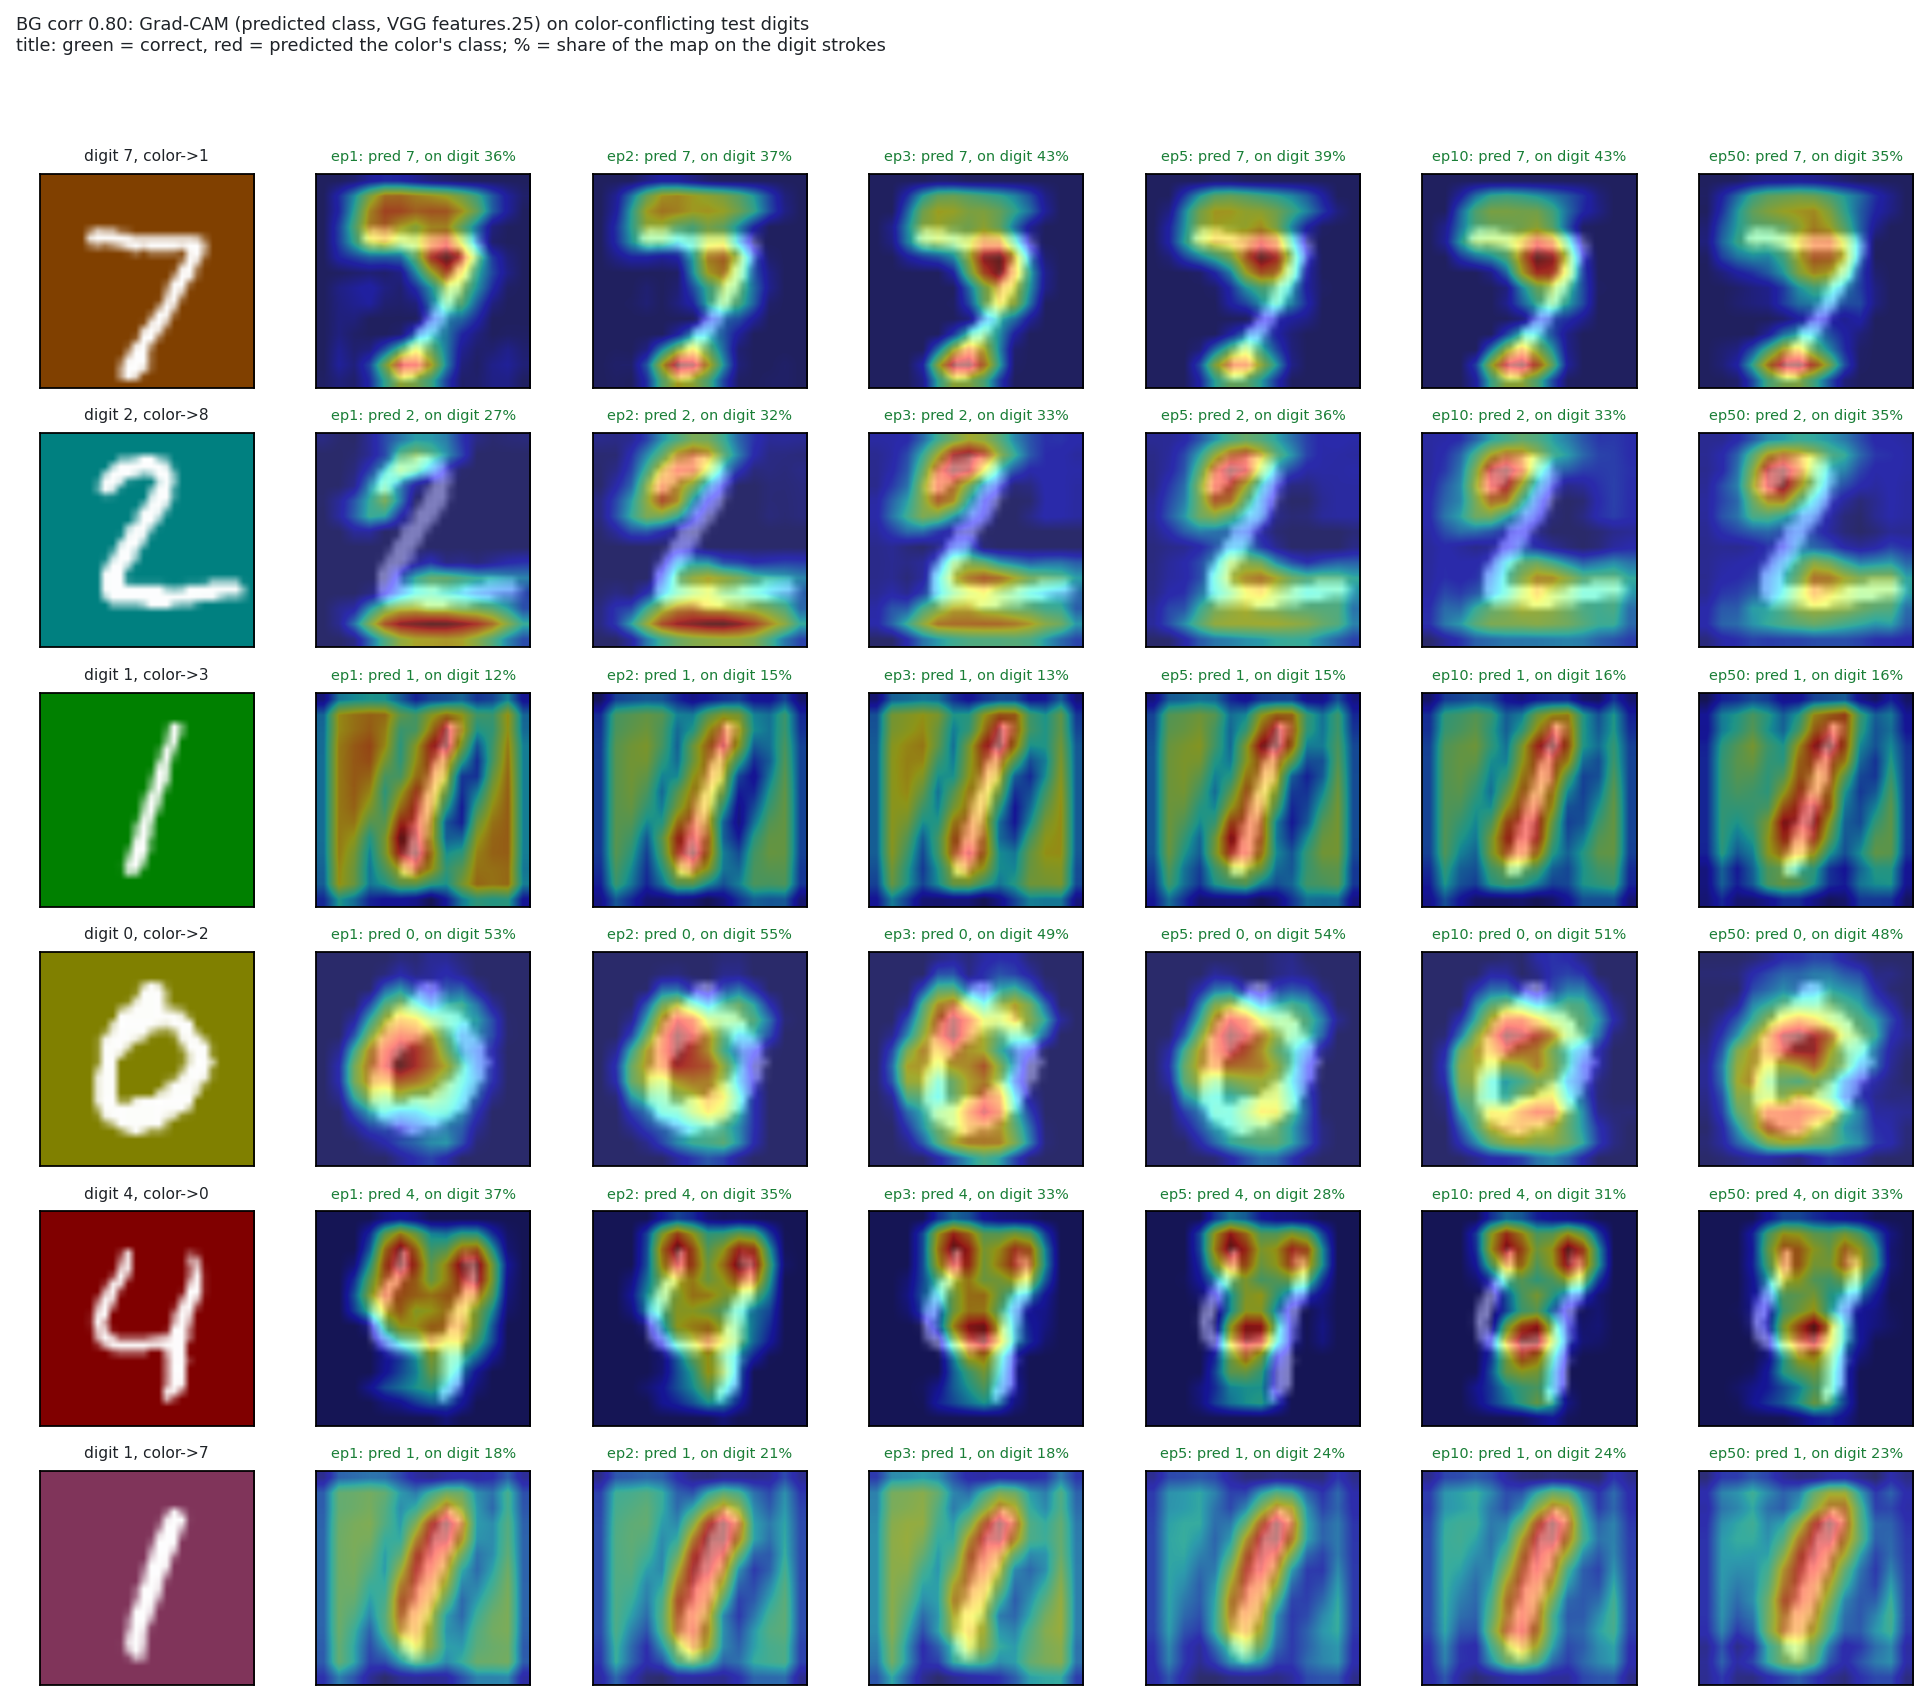 BG corr 0.80: Grad-CAM (predicted class, VGG features.25) on color-conflicting test digits
title: green = correct, red = predicted the color's class; % = share of the map on the digit strokes
digit 7, color->1
ep1: pred 7, on digit 36%
ep2: pred 7, on digit 37%
ep3: pred 7, on digit 43%
ep5: pred 7, on digit 39%
ep10: pred 7, on digit 43%
ep50: pred 7, on digit 35%
7
digit 2, color->8
ep1: pred 2, on digit 27%
ep2: pred 2, on digit 32%
ep3: pred 2, on digit 33%
ep5: pred 2, on digit 36%
ep10: pred 2, on digit 33%
ep50: pred 2, on digit 35%
2
digit 1, color->3
ep1: pred 1, on digit 12%
ep2: pred 1, on digit 15%
ep3: pred 1, on digit 13%
ep5: pred 1, on digit 15%
ep10: pred 1, on digit 16%
ep50: pred 1, on digit 16%
1
digit 0, color->2
ep1: pred 0, on digit 53%
ep2: pred 0, on digit 55%
ep3: pred 0, on digit 49%
ep5: pred 0, on digit 54%
ep10: pred 0, on digit 51%
ep50: pred 0, on digit 48%
0
digit 4, color->0
ep1: pred 4, on digit 37%
ep2: pred 4, on digit 35%
ep3: pred 4, on digit 33%
ep5: pred 4, on digit 28%
ep10: pred 4, on digit 31%
ep50: pred 4, on digit 33%
4
digit 1, color->7
ep1: pred 1, on digit 18%
ep2: pred 1, on digit 21%
ep3: pred 1, on digit 18%
ep5: pred 1, on digit 24%
ep10: pred 1, on digit 24%
ep50: pred 1, on digit 23%
1